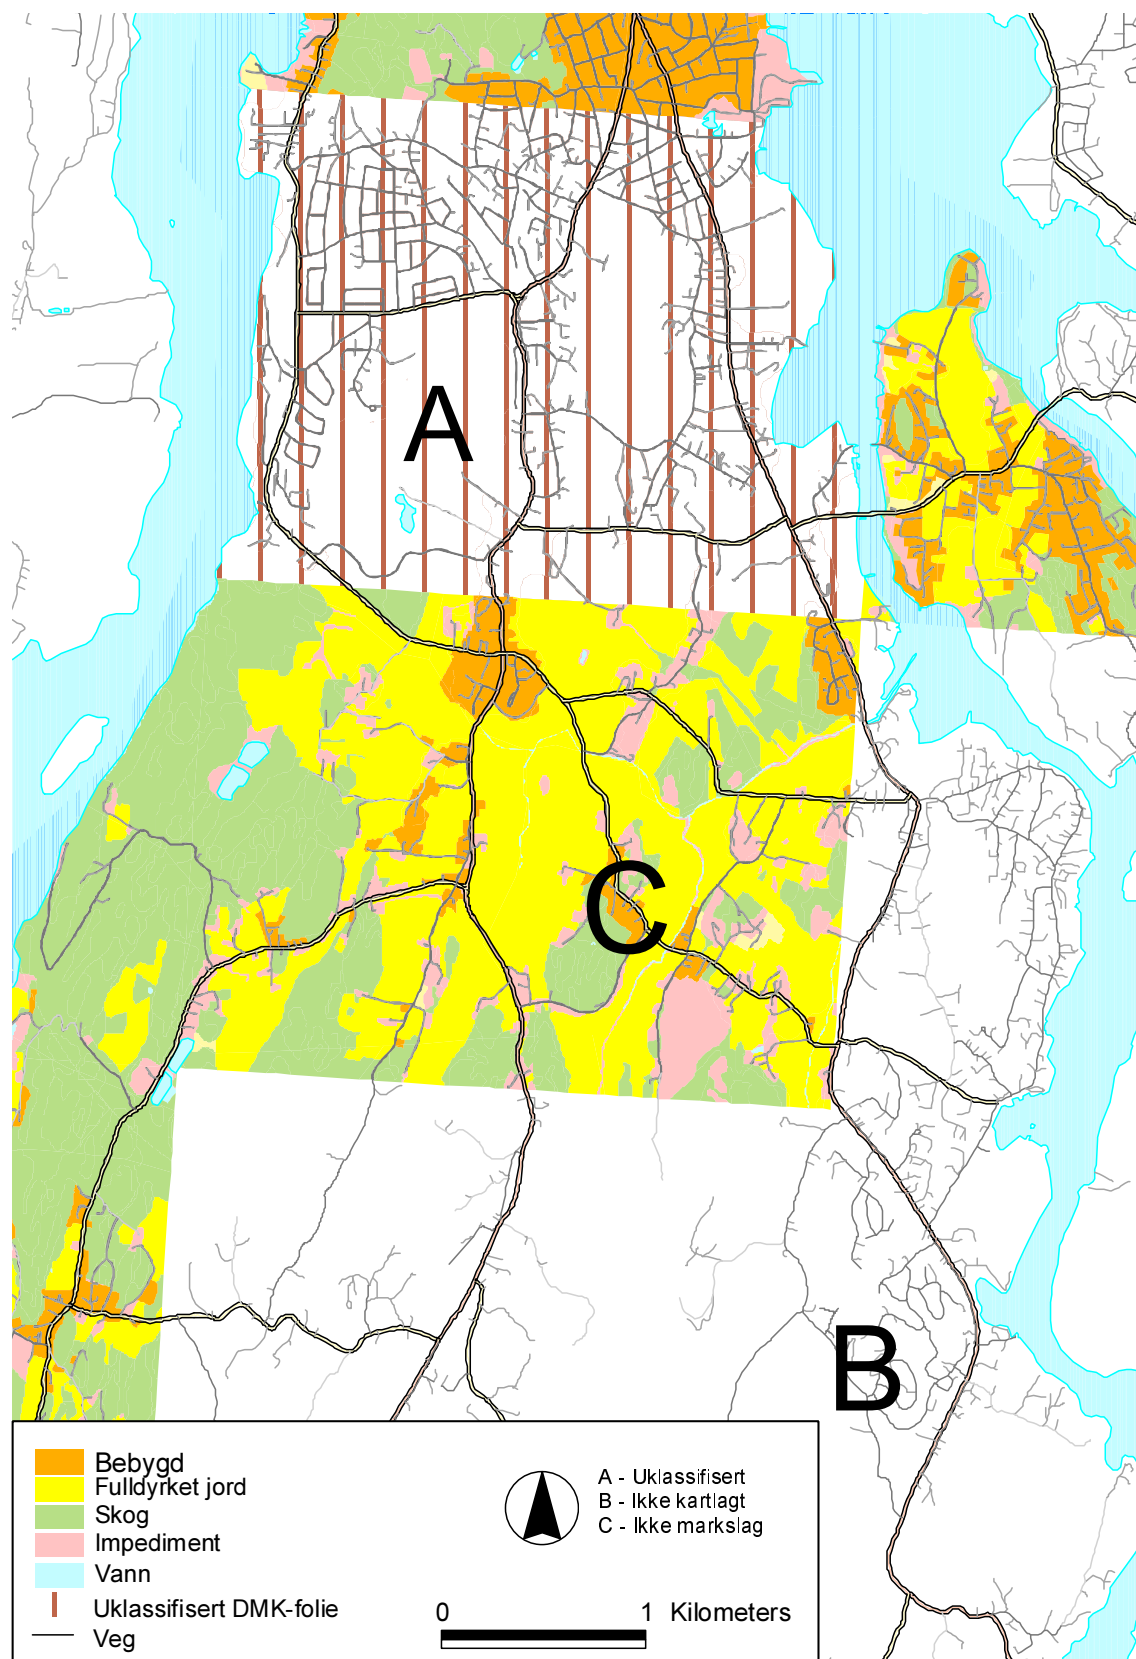 A
C
B
Bebygd
Fulldyrket jord
Skog
Impediment
Vann
Uklassifisert DMK-folie
Veg
A - Uklassifisert
B - Ikke kartlagt
C - Ikke markslag
0 1 Kilometers